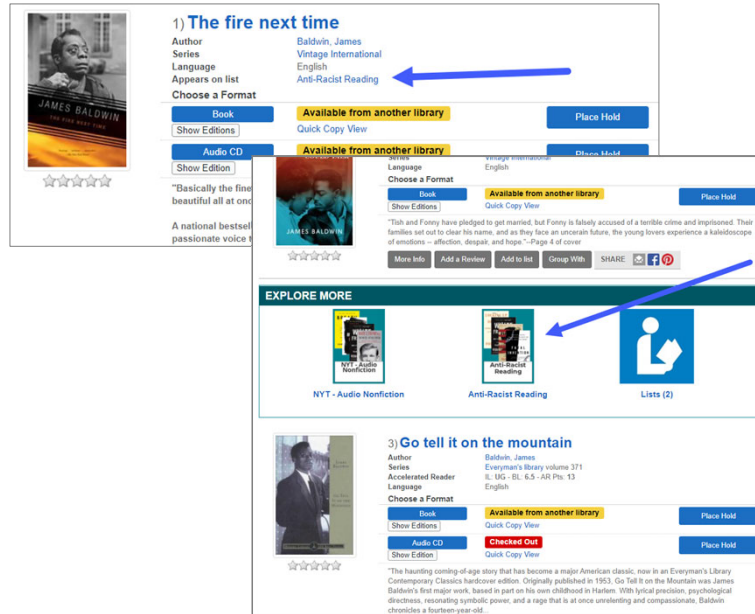 1) The fire next time
Author Baldwin, James
Series Vintage International
Language English
Appears on list Anti-Racist Reading
Choose a Format
Book Available from another library Place Hold
Show Editions Quick Copy View
Audio CD Available from another library Place Hold
Show Edition
"Basically the fine
beautiful all at onc
A national bestsel
passionate voice t
JAMES BALDWIN
THE FIRE NEXT TIME
Series Vintage International
Language English
Choose a Format
Book Available from another library Place Hold
Show Editions Quick Copy View
"Tish and Fonny have pledged to get married, but Fonny is falsely accused of a terrible crime and imprisoned. Their
families set out to clear his name, and as they face an uncertain future, the young lovers experience a kaleidoscope
of emotions -- affection, despair, and hope."--Page 4 of cover
More Info Add a Review Add to list Group With SHARE
JAMES BALDWIN
EXPLORE MORE
NYT - Audio
Nonfiction
Anti-Racist
Reading
NYT - Audio Nonfiction Anti-Racist Reading Lists (2)
3) Go tell it on the mountain
Author Baldwin, James
Series Everyman's library volume 371
Accelerated Reader IL: UG - BL: 6.5 - AR Pts: 13
Language English
Choose a Format
Book Available from another library Place Hold
Show Editions Quick Copy View
Audio CD Checked Out Place Hold
Show Edition Quick Copy View
"The haunting coming-of-age story that has become a major American classic, now in an Everyman's Library
Contemporary Classics hardcover edition. Originally published in 1953, Go Tell It on the Mountain was James
Baldwin's first major work, based in part on his own childhood in Harlem. With lyrical precision, psychological
directness, resonating symbolic power, and a rage that is at once unrelenting and compassionate, Baldwin
chronicles a fourteen-year-old...